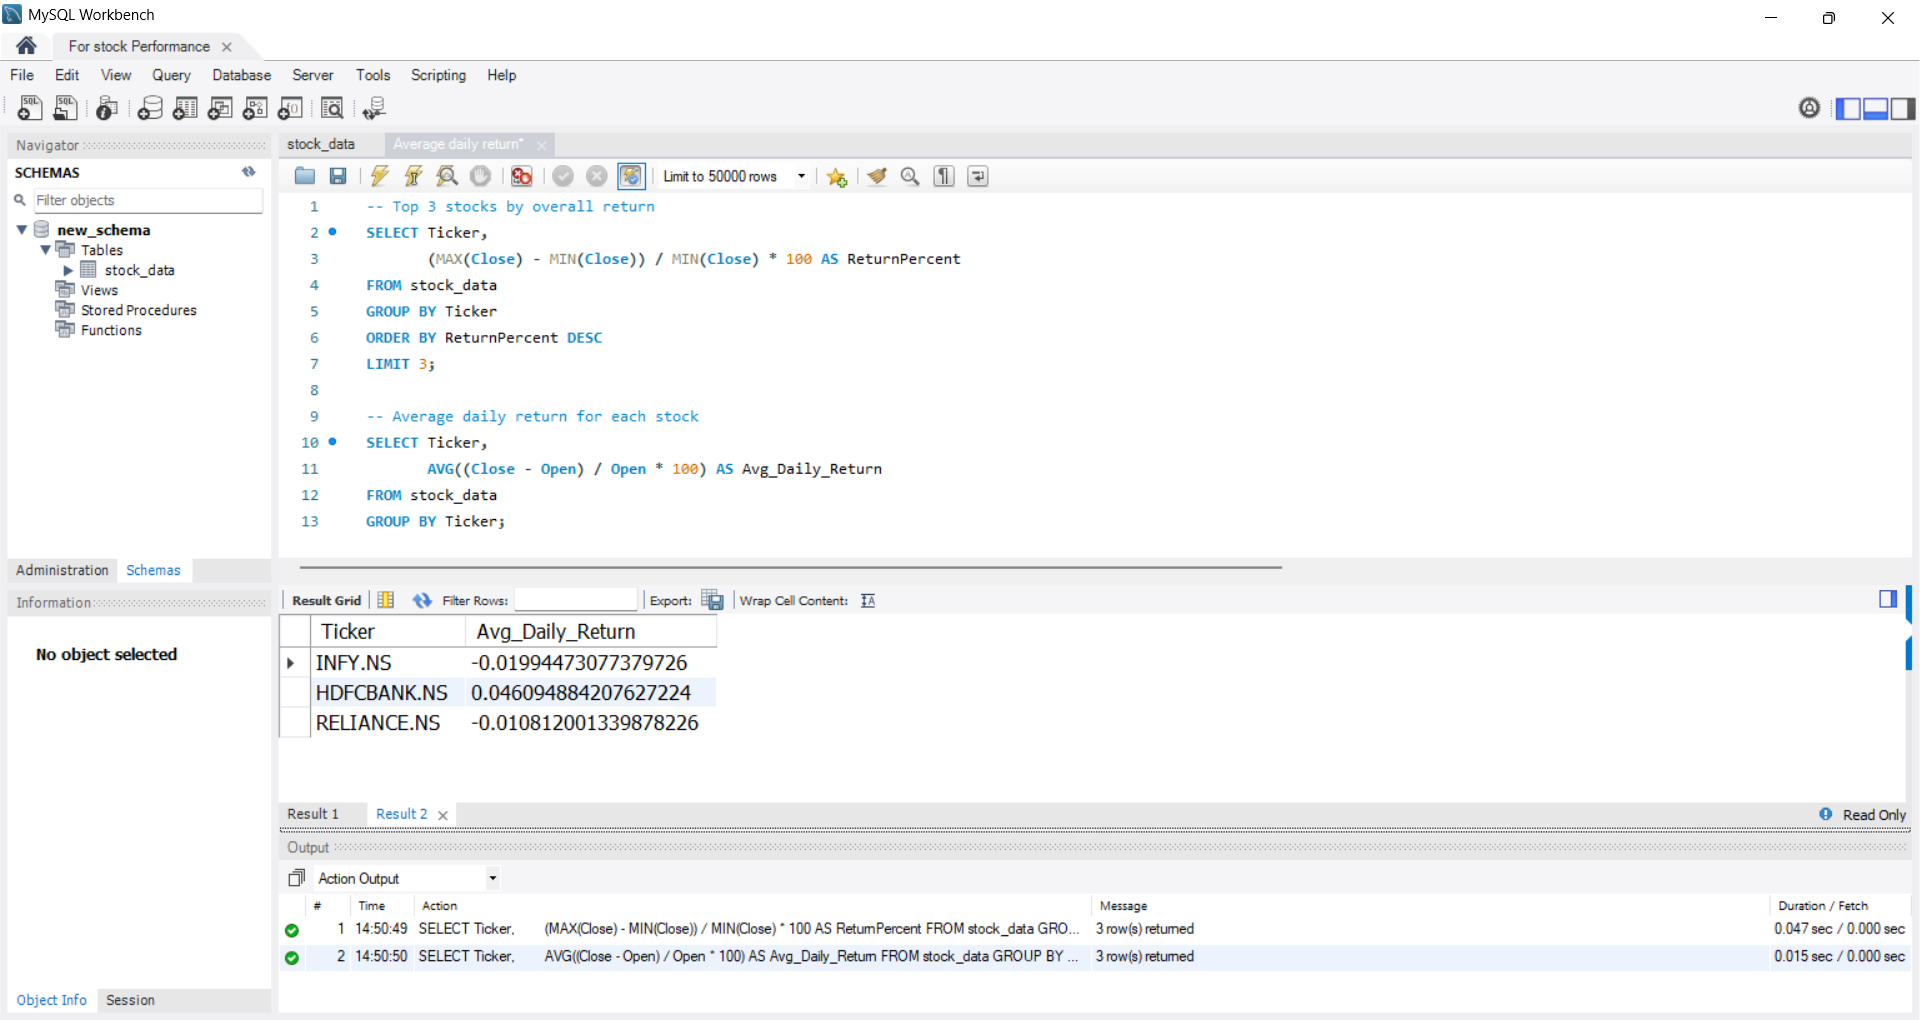 MySQL Workbench
For stock Performance
File Edit View Query Database Server Tools Scripting Help
Navigator
SCHEMAS
Filter objects
new_schema
Tables
stock_data
Views
Stored Procedures
Functions
Administration Schemas
Information
No object selected
Object Info Session
stock_data Average daily return*
Limit to 50000 rows
1 -- Top 3 stocks by overall return
2 SELECT Ticker,
3 (MAX(Close) - MIN(Close)) / MIN(Close) * 100 AS ReturnPercent
4 FROM stock_data
5 GROUP BY Ticker
6 ORDER BY ReturnPercent DESC
7 LIMIT 3;
8
9 -- Average daily return for each stock
10 SELECT Ticker,
11 AVG((Close - Open) / Open * 100) AS Avg_Daily_Return
12 FROM stock_data
13 GROUP BY Ticker;
Result Grid Filter Rows: Export: Wrap Cell Content:
Ticker Avg_Daily_Return
INFY.NS -0.01994473077379726
HDFCBANK.NS 0.046094884207627224
RELIANCE.NS -0.010812001339878226
Result 1 Result 2 Read Only
Output
Action Output
# Time Action Message Duration / Fetch
1 14:50:49 SELECT Ticker, (MAX(Close) - MIN(Close)) / MIN(Close) * 100 AS ReturnPercent FROM stock_data GRO... 3 row(s) returned 0.047 sec / 0.000 sec
2 14:50:50 SELECT Ticker, AVG((Close - Open) / Open * 100) AS Avg_Daily_Return FROM stock_data GROUP BY ... 3 row(s) returned 0.015 sec / 0.000 sec